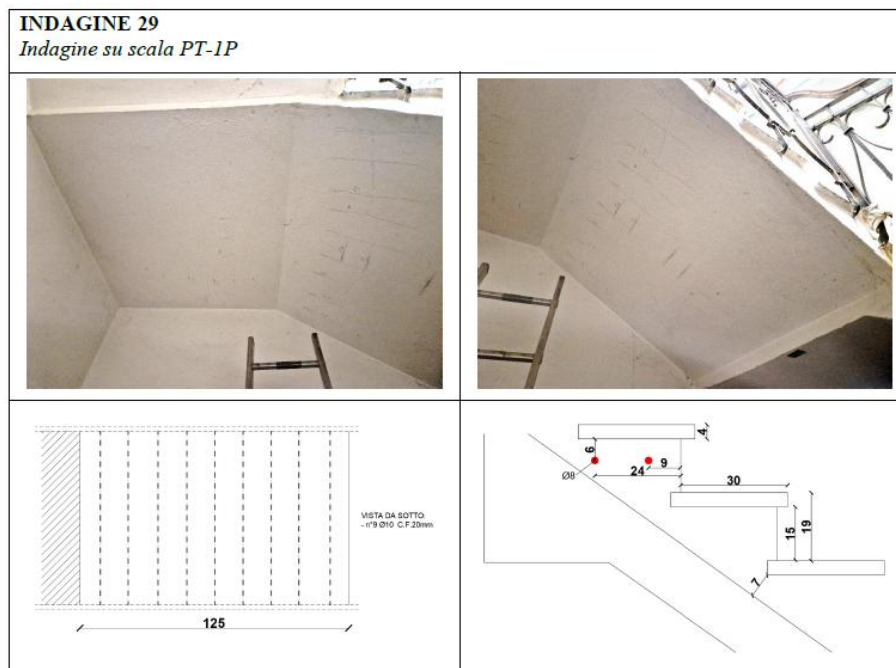 INDAGINE 29
Indagine su scala PT-1P
VISTA DA SOTTO:
- n°9 Ø10 C.F.20mm
125
4
6
9
Ø8
24
30
15
19
7